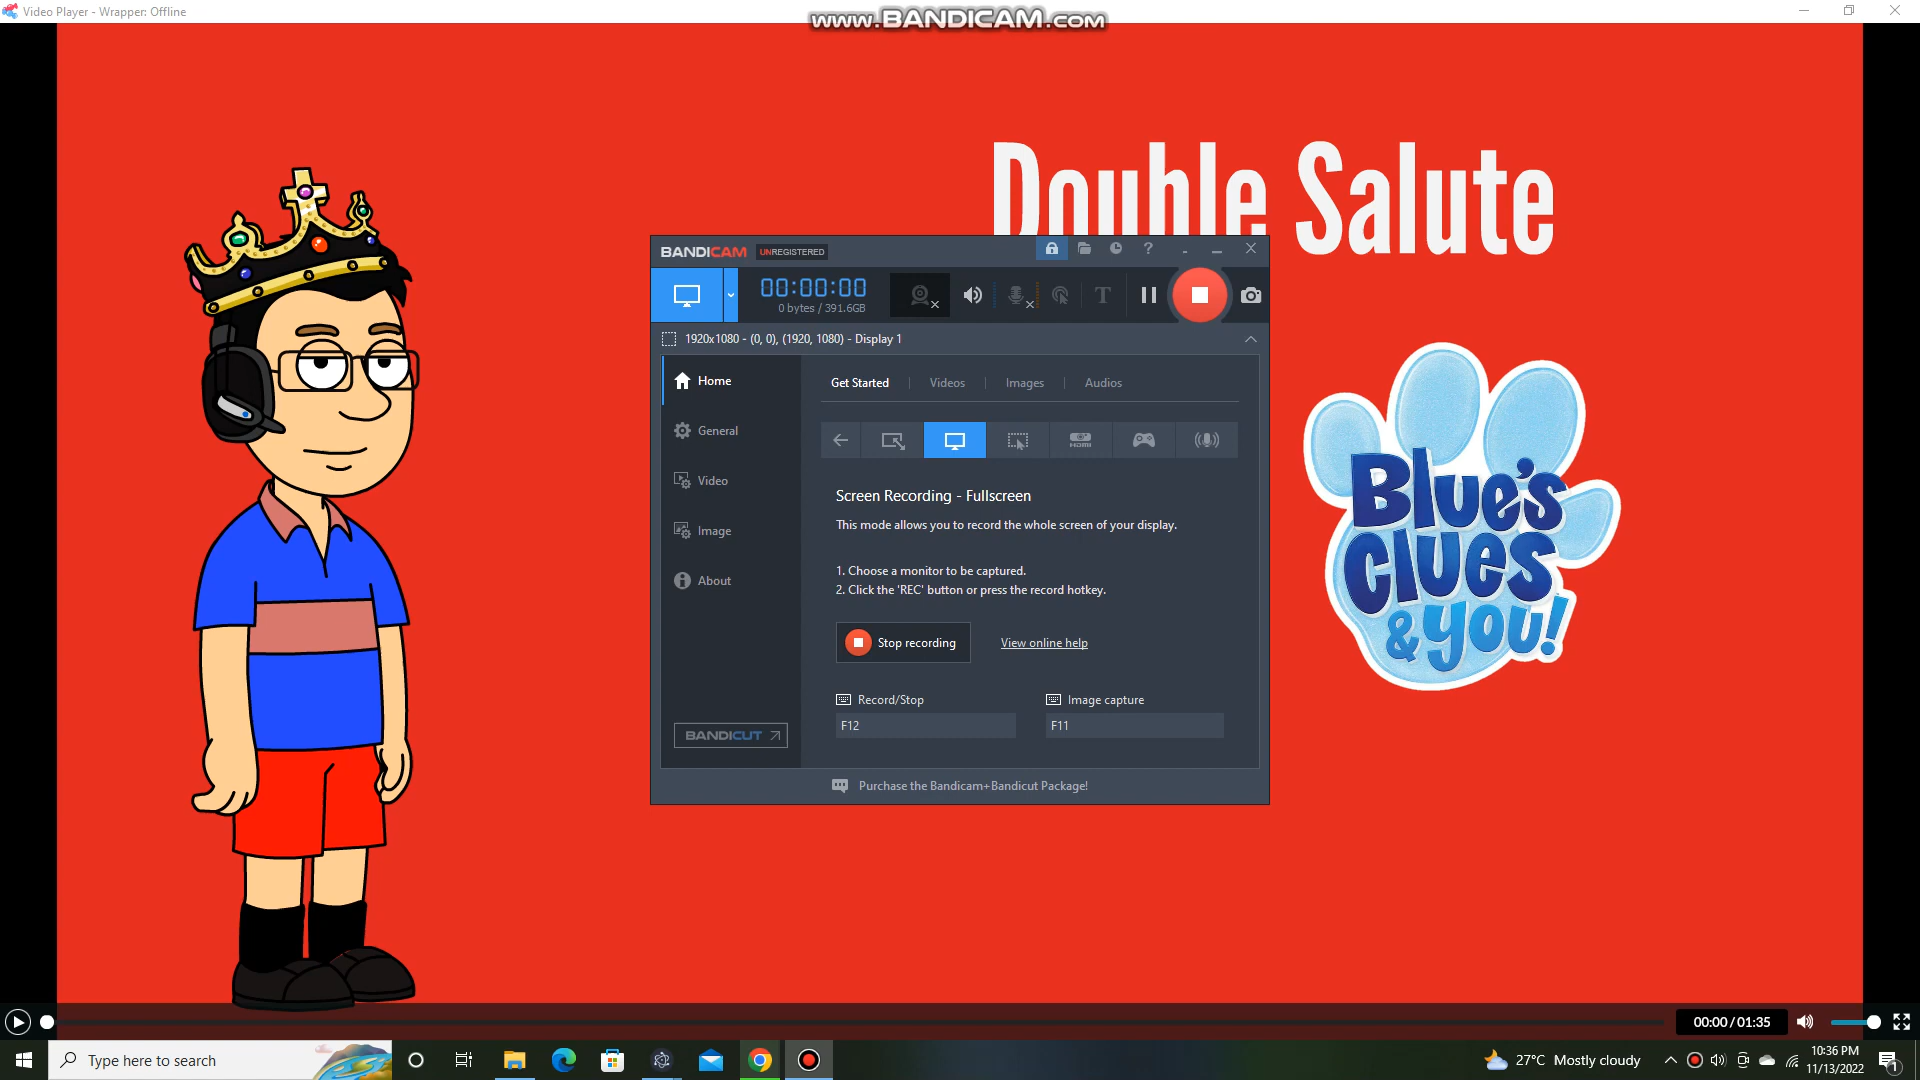 Video Player - Wrapper: Offline
www.BANDICAM.com
Double Salute
BANDICAM UNREGISTERED
00:00:00
0 bytes / 391.6GB
1920x1080 - (0, 0), (1920, 1080) - Display 1
Home
General
Video
Image
About
BANDICUT
Get Started
Videos
Images
Audios
HDMI
Screen Recording - Fullscreen
This mode allows you to record the whole screen of your display.
1. Choose a monitor to be captured.
2. Click the 'REC' button or press the record hotkey.
Stop recording
View online help
Record/Stop
Image capture
F12
F11
Purchase the Bandicam+Bandicut Package!
Blue's
Clues
& you!
00:00 / 01:35
Type here to search
27°C Mostly cloudy
10:36 PM
11/13/2022
1